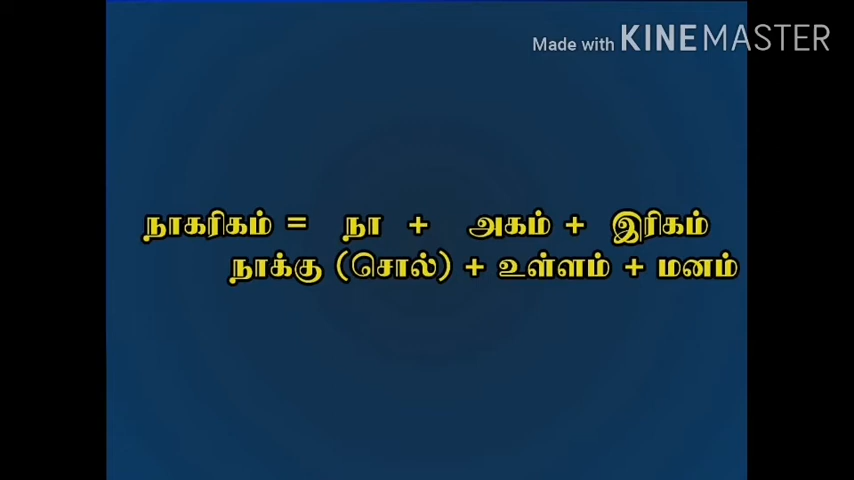 Made with KINEMASTER
நாகரிகம் = நா + அகம் + இரிகம்
நாக்கு (சொல்) + உள்ளம் + மனம்